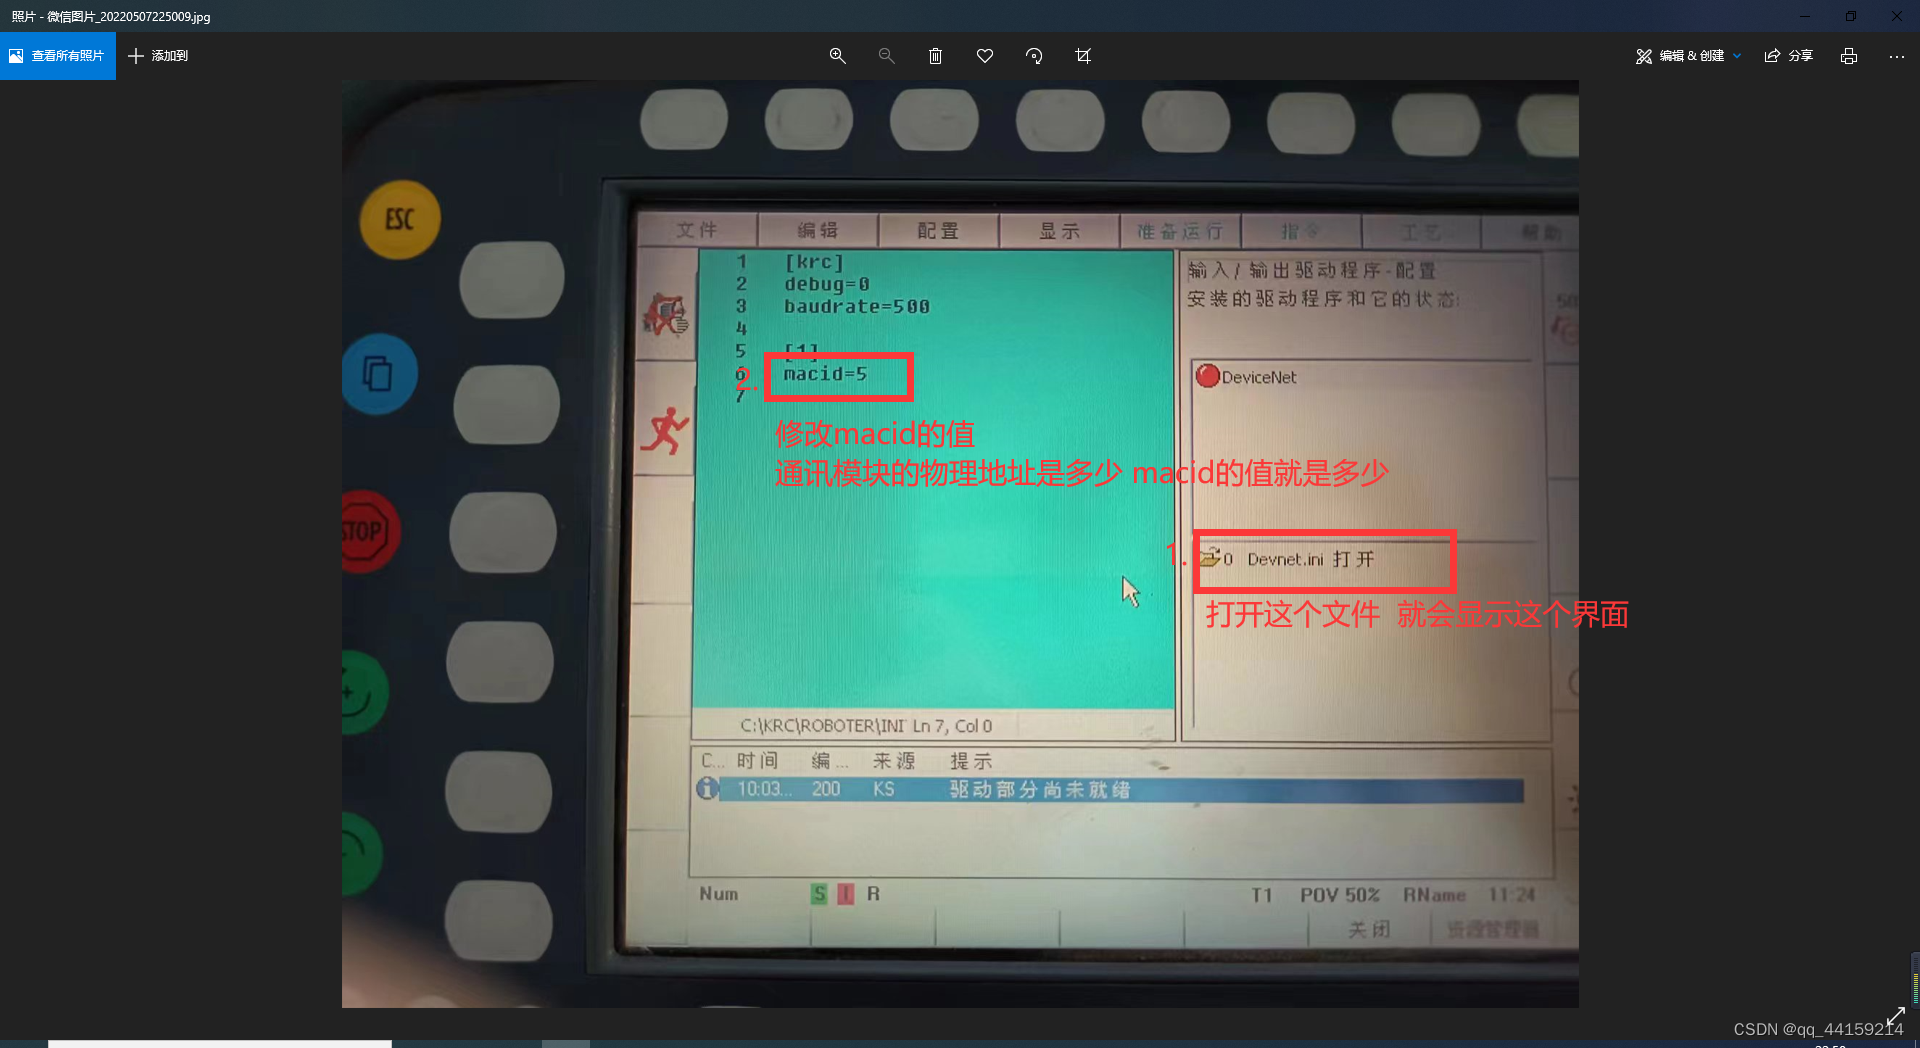 照片 - 微信图片_20220507225009.jpg
查看所有照片
添加到
编辑 & 创建
分享
ESC
STOP
文件 编辑 配置 显示 准备运行 指令 工艺 帮助
1 [krc]
2 debug=0
3 baudrate=500
4
5 [1]
6 macid=5
7
2.
修改macid的值
通讯模块的物理地址是多少 macid的值就是多少
输入/输出驱动程序-配置
安装的驱动程序和它的状态:
DeviceNet
1.
0 Devnet.ini 打开
打开这个文件 就会显示这个界面
C:\KRC\ROBOTER\INI Ln 7, Col 0
C... 时间 编... 来源 提示
10:03... 200 KS 驱动部分尚未就绪
Num S I R T1 POV 50% RName 11:24
关闭 资源管理器
CSDN @qq_44159214